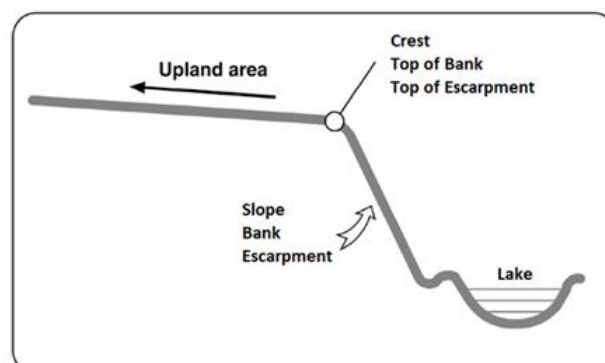 Crest
Top of Bank
Top of Escarpment
Upland area
Slope
Bank
Escarpment
Lake